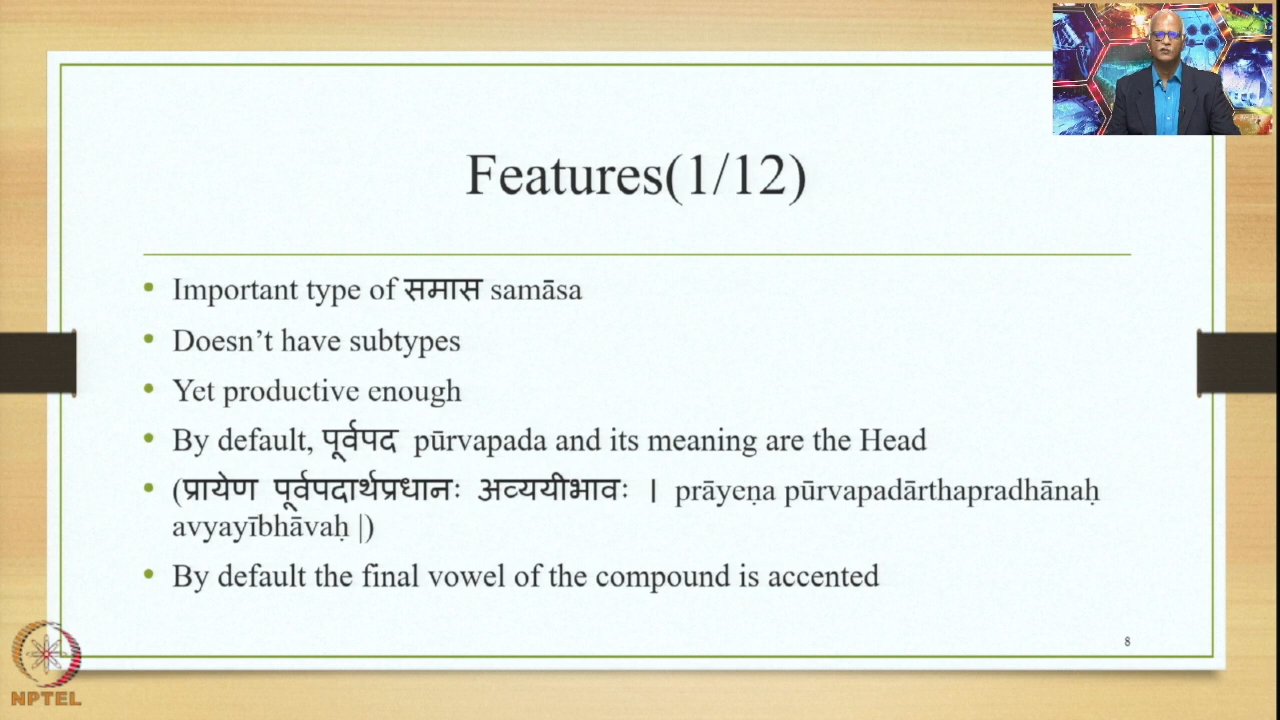 Features(1/12)
• Important type of समास samāsa
• Doesn’t have subtypes
• Yet productive enough
• By default, पूर्वपद pūrvapada and its meaning are the Head
• (प्रायेण पूर्वपदार्थप्रधानः अव्ययीभावः । prāyeṇa pūrvapadārthapradhānaḥ
avyayībhāvaḥ |)
• By default the final vowel of the compound is accented
8
NPTEL